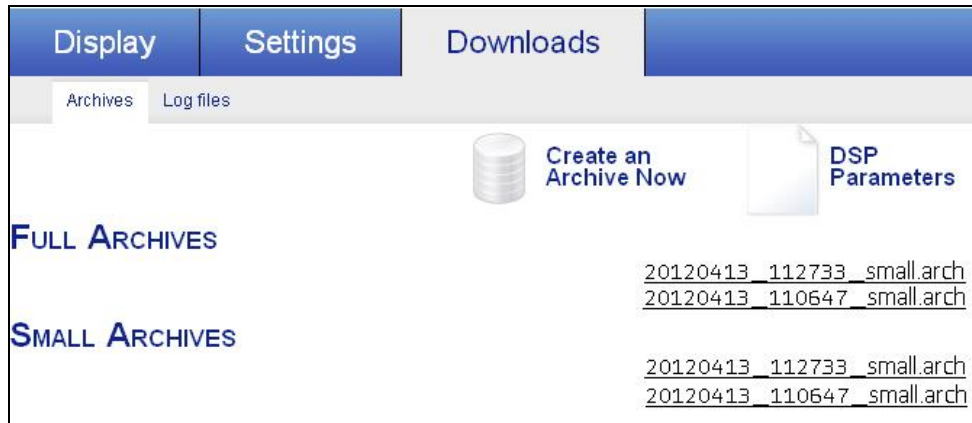 Display Settings Downloads
Archives Log files
Create an
Archive Now
DSP
Parameters
FULL ARCHIVES
20120413_112733_small.arch
20120413_110647_small.arch
SMALL ARCHIVES
20120413_112733_small.arch
20120413_110647_small.arch